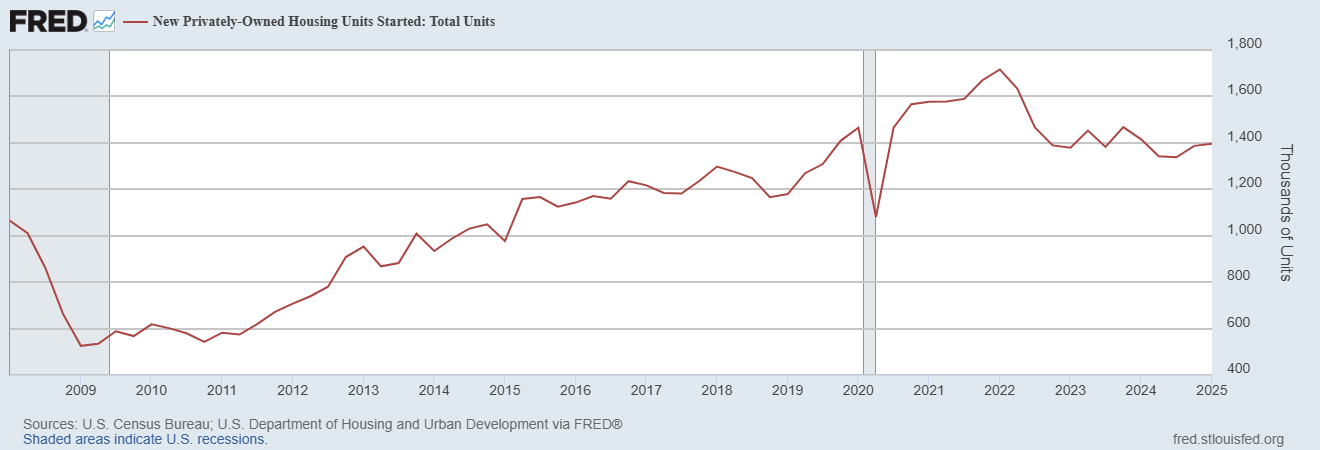 FRED® New Privately-Owned Housing Units Started: Total Units
1,800
1,600
1,400
1,200
1,000
800
600
400
Thousands of Units
2009 2010 2011 2012 2013 2014 2015 2016 2017 2018 2019 2020 2021 2022 2023 2024 2025
Sources: U.S. Census Bureau; U.S. Department of Housing and Urban Development via FRED®
Shaded areas indicate U.S. recessions.
fred.stlouisfed.org